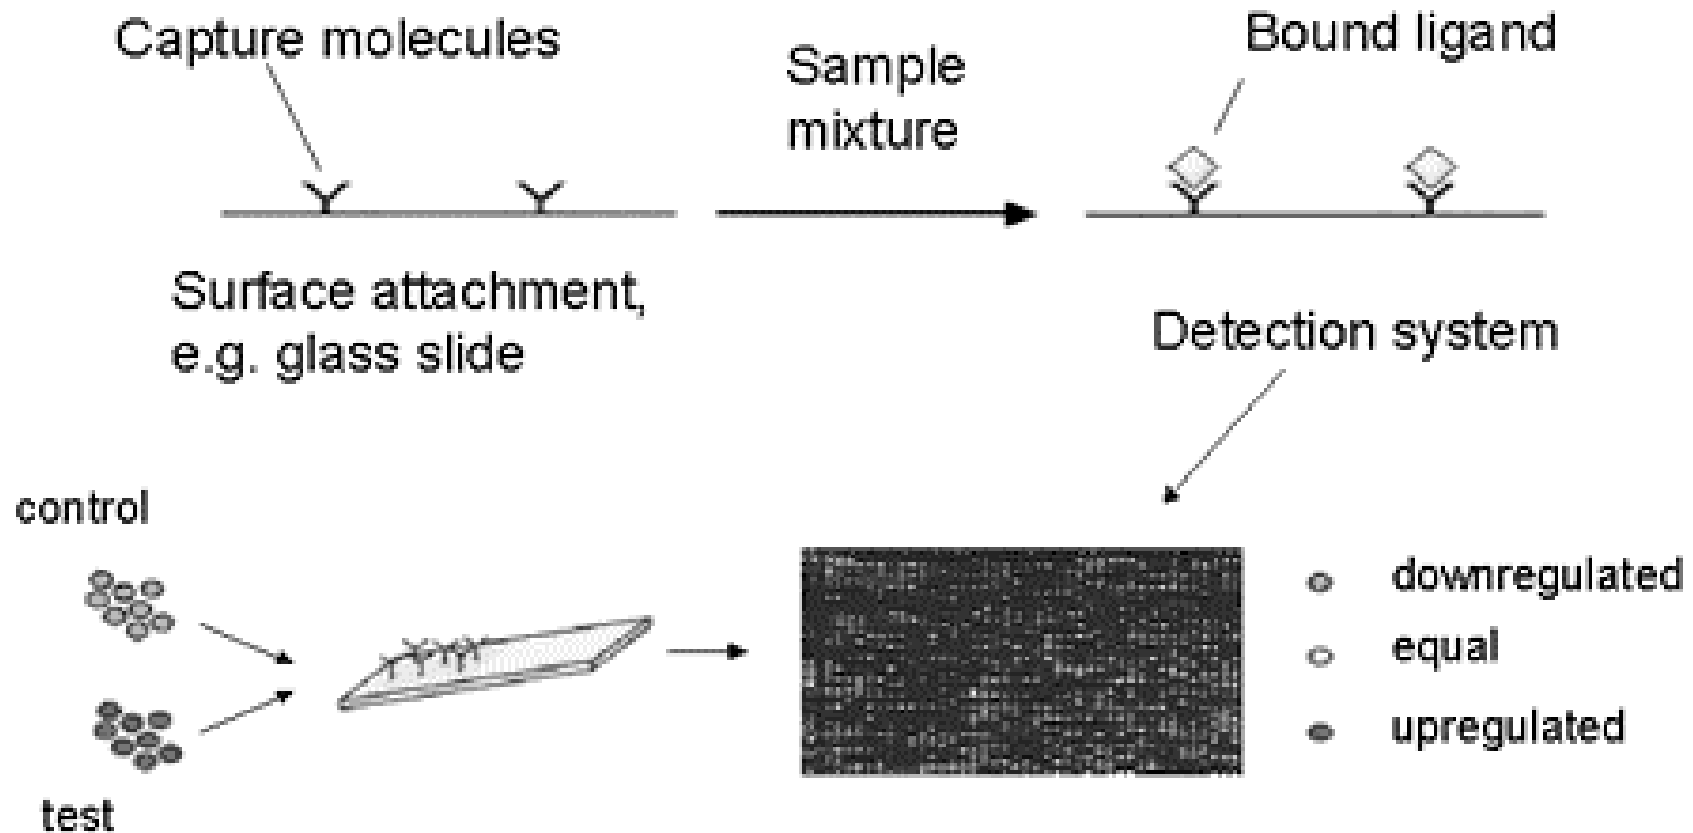 Capture molecules
Sample
mixture
Bound ligand
Surface attachment,
e.g. glass slide
Detection system
control
test
downregulated
equal
upregulated